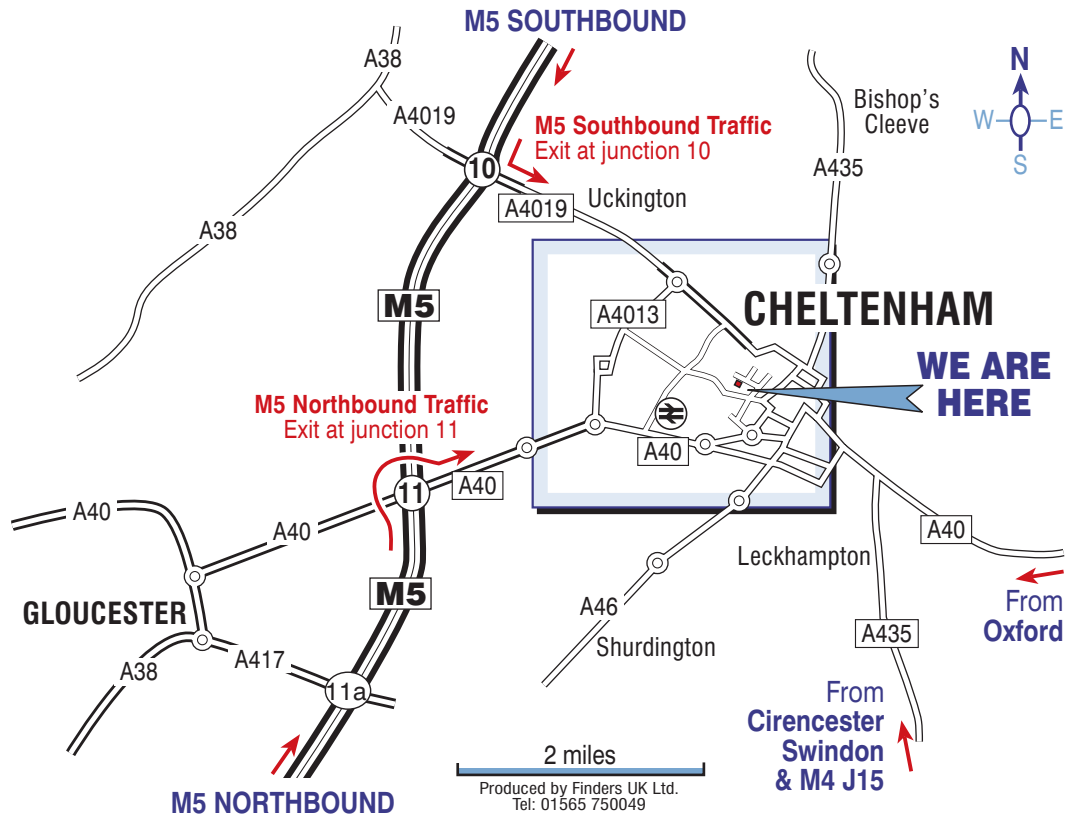 M5 SOUTHBOUND
A38
A4019
M5 Southbound Traffic
Exit at junction 10
10
A4019
Uckington
Bishop's
Cleeve
N
W
E
S
A435
A38
M5
A4013
CHELTENHAM
WE ARE
HERE
M5 Northbound Traffic
Exit at junction 11
A40
11
A40
A40
A40
A40
Leckhampton
From
Oxford
GLOUCESTER
M5
A46
Shurdington
A435
A38
A417
11a
From
Cirencester
Swindon
& M4 J15
2 miles
Produced by Finders UK Ltd.
Tel: 01565 750049
M5 NORTHBOUND